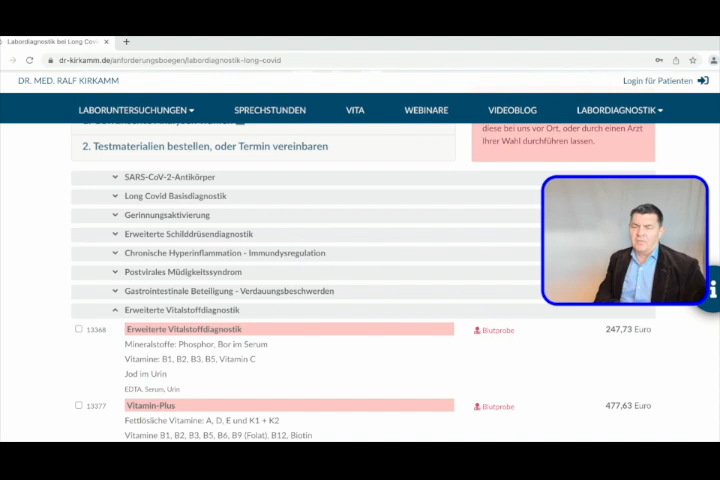 Labordiagnostik bei Long Cov
dr-kirkamm.de/anforderungsboegen/labordiagnostik-long-covid
DR. MED. RALF KIRKAMM
Login für Patienten
LABORUNTERSUCHUNGEN SPRECHSTUNDEN VITA WEBINARE VIDEOBLOG LABORDIAGNOSTIK
diese bei uns vor Ort, oder durch einen Arzt
Ihrer Wahl durchführen lassen.
2. Testmaterialien bestellen, oder Termin vereinbaren
SARS-CoV-2-Antikörper
Long Covid Basisdiagnostik
Gerinnungsaktivierung
Erweiterte Schilddrüsendiagnostik
Chronische Hyperinflammation - Immundysregulation
Postvirales Müdigkeitssyndrom
Gastrointestinale Beteiligung - Verdauungsbeschwerden
Erweiterte Vitalstoffdiagnostik
13368 Erweiterte Vitalstoffdiagnostik Blutprobe 247,73 Euro
Mineralstoffe: Phosphor, Bor im Serum
Vitamine: B1, B2, B3, B5, Vitamin C
Jod im Urin
EDTA, Serum, Urin
13377 Vitamin-Plus Blutprobe 477,63 Euro
Fettlösliche Vitamine: A, D, E und K1 + K2
Vitamine B1, B2, B3, B5, B6, B9 (Folat), B12, Biotin